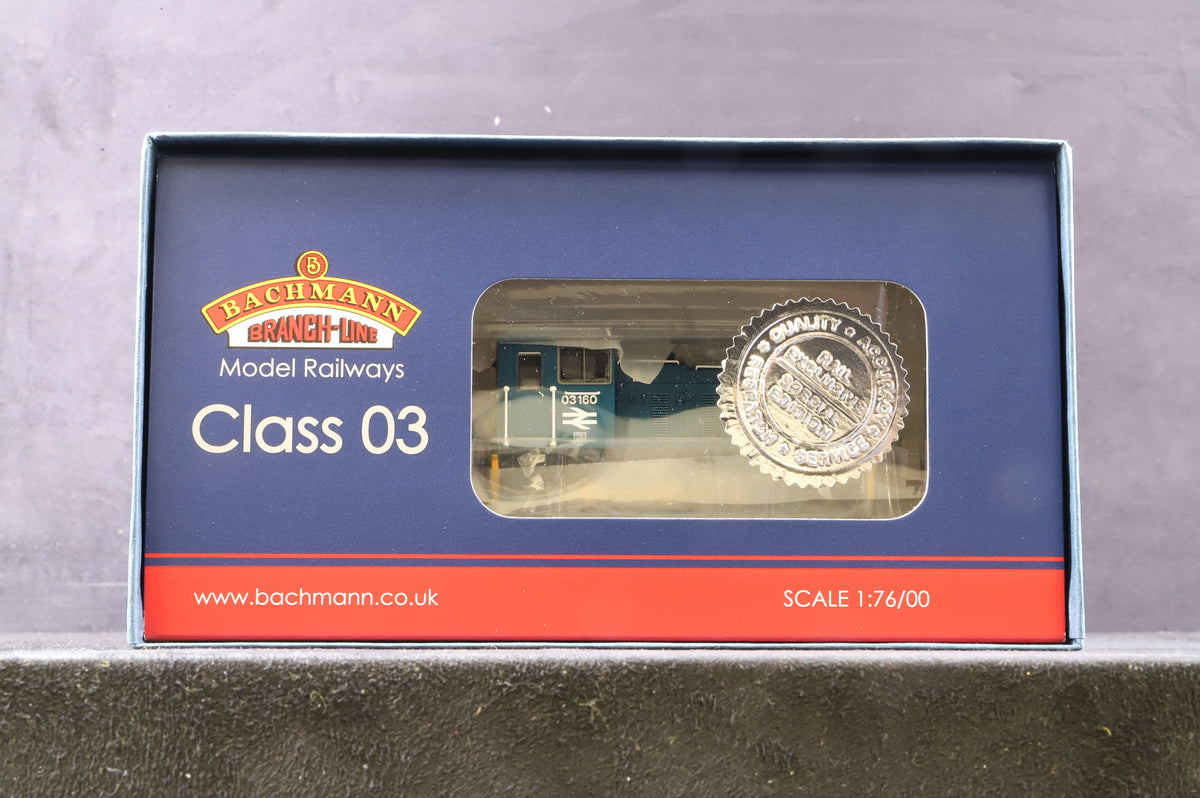 B
BACHMANN
BRANCH-LINE
Model Railways
Class 03
03160
QUALITY ★ ACCURACY ★ SERVICE ★ RESEARCH ★
RAIL
EXCLUSIVE
SPECIAL
EDITION
www.bachmann.co.uk
SCALE 1:76/00